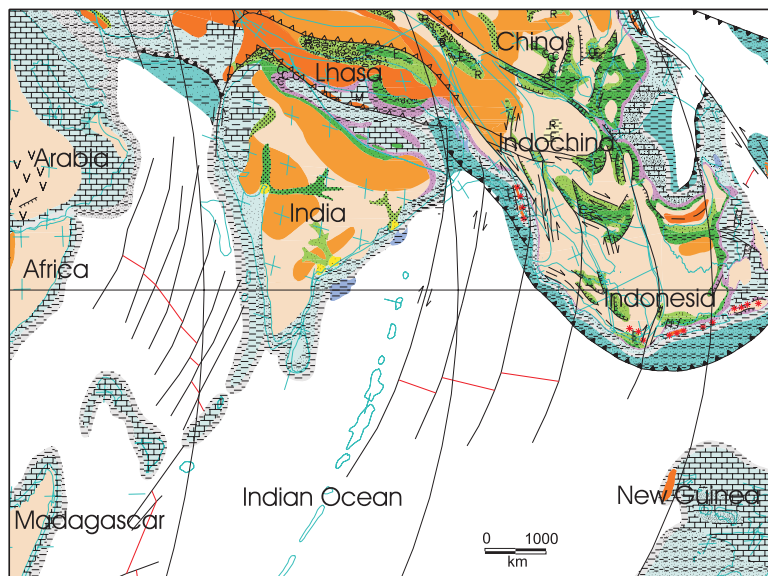 China
Lhasa
Arabia
Indochina
India
Africa
Indonesia
Indian Ocean
New Guinea
Madagascar
0 1000
km